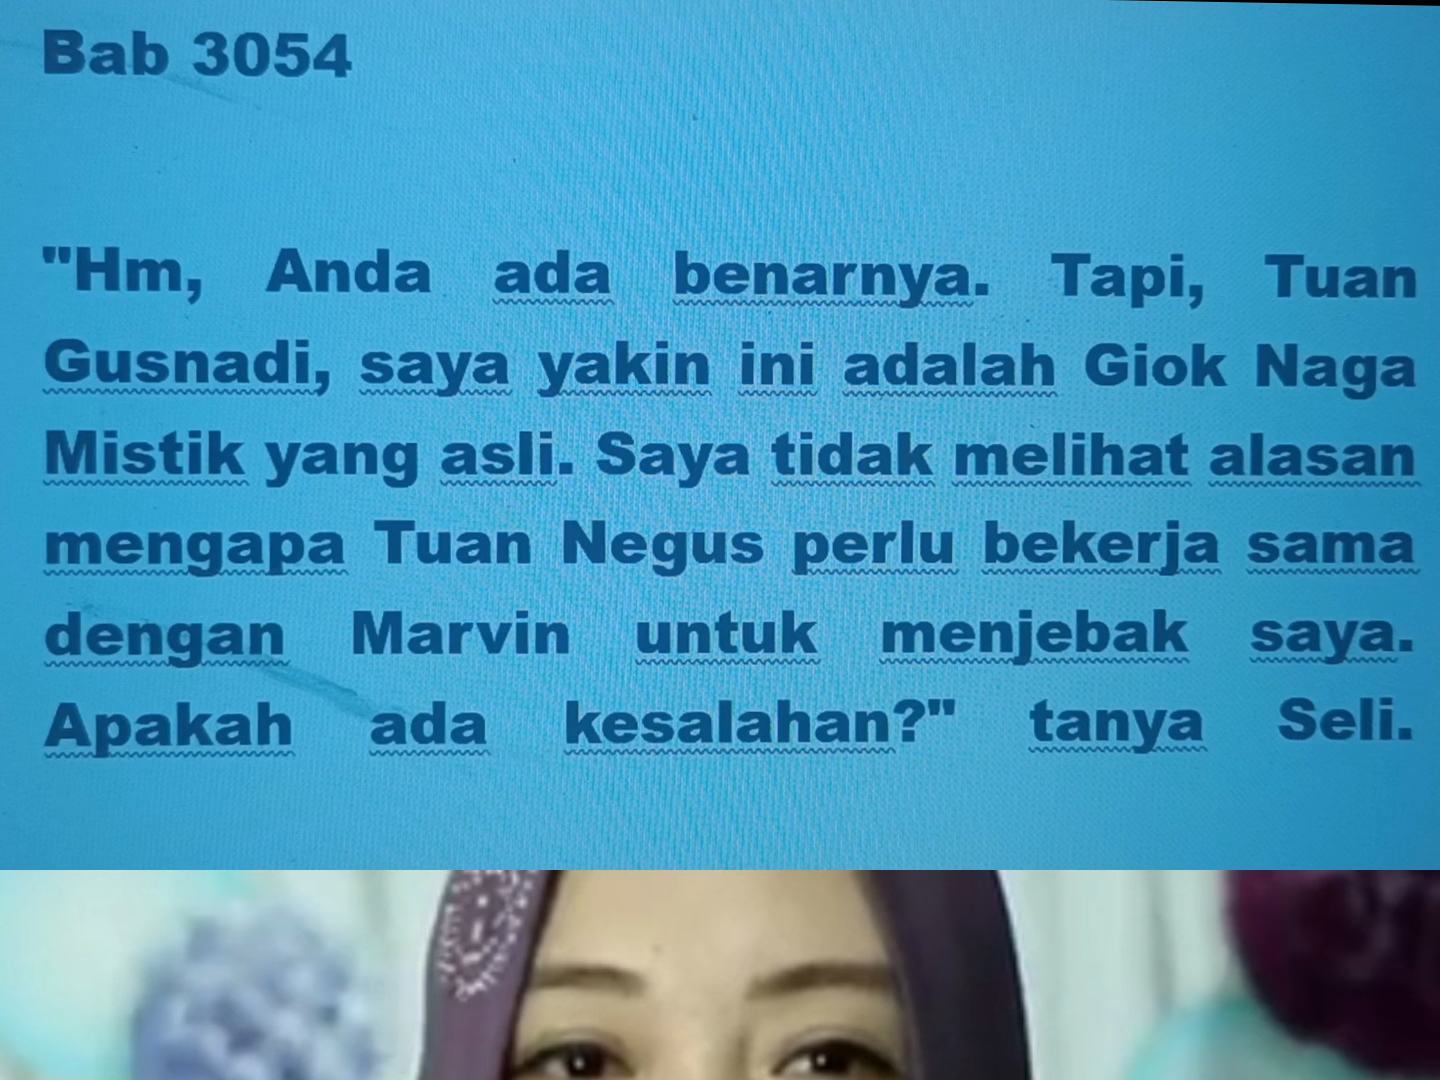 Bab 3054
"Hm, Anda ada benarnya. Tapi, Tuan
Gusnadi, saya yakin ini adalah Giok Naga
Mistik yang asli. Saya tidak melihat alasan
mengapa Tuan Negus perlu bekerja sama
dengan Marvin untuk menjebak saya.
Apakah ada kesalahan?" tanya Seli.